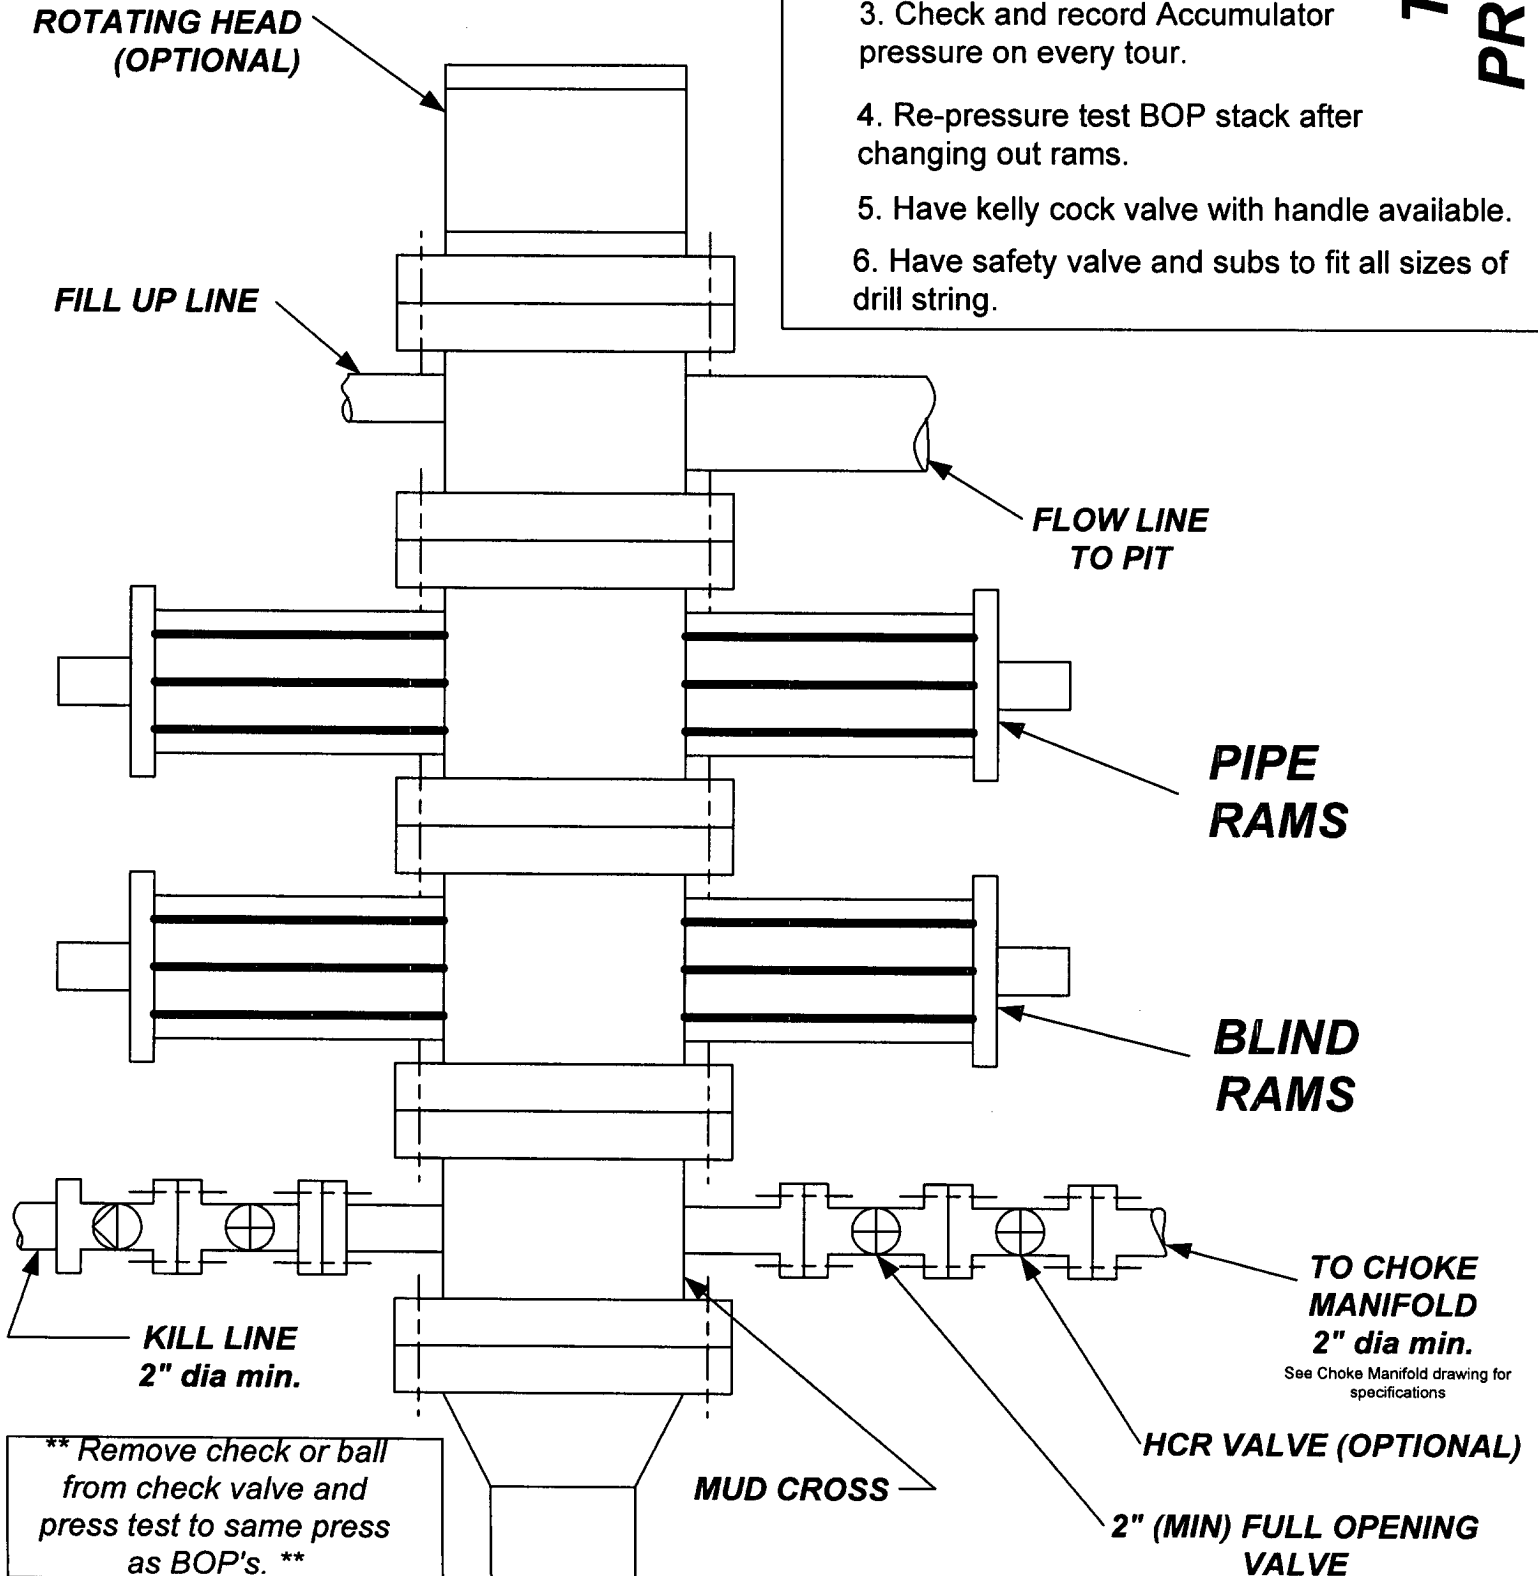 ROTATING HEAD
(OPTIONAL)
3. Check and record Accumulator
pressure on every tour.
4. Re-pressure test BOP stack after
changing out rams.
5. Have kelly cock valve with handle available.
6. Have safety valve and subs to fit all sizes of
drill string.
FILL UP LINE
FLOW LINE
TO PIT
PIPE
RAMS
BLIND
RAMS
KILL LINE
2" dia min.
TO CHOKE
MANIFOLD
2" dia min.
See Choke Manifold drawing for
specifications
HCR VALVE (OPTIONAL)
MUD CROSS
2" (MIN) FULL OPENING
VALVE
** Remove check or ball
from check valve and
press test to same press
as BOP's. **